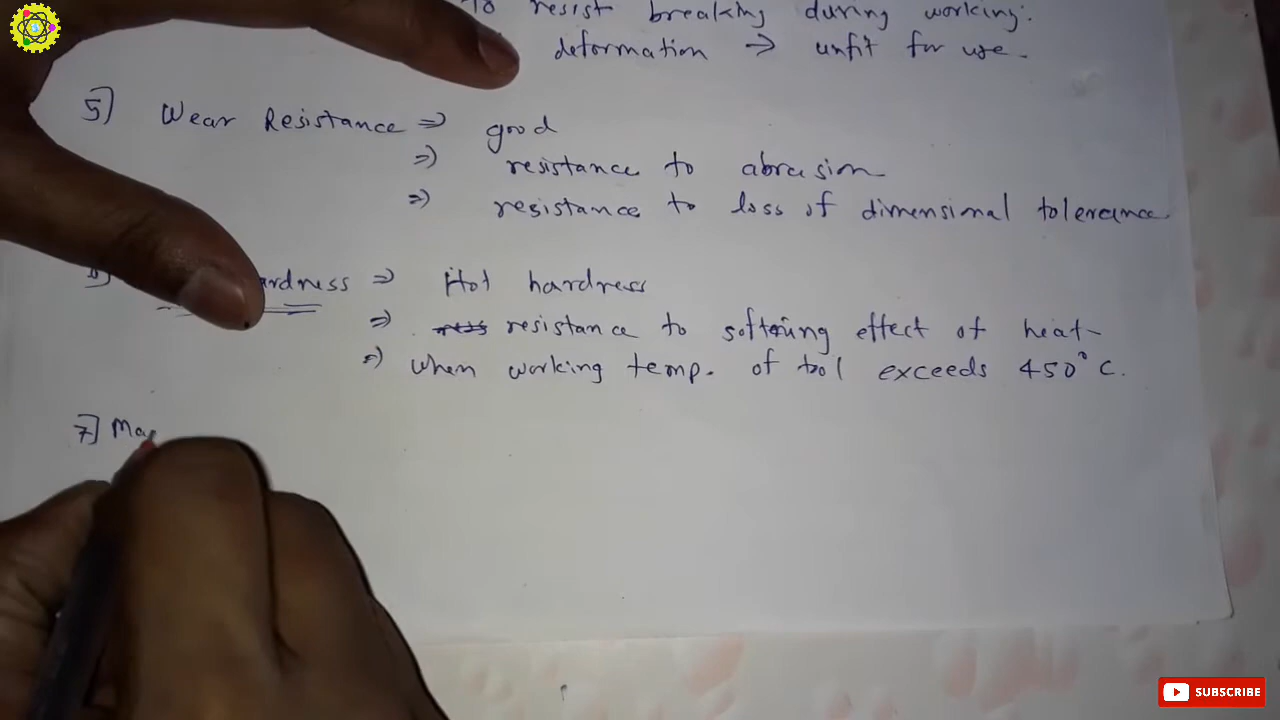 To resist breaking during working.
deformation → unfit for use.
5] Wear Resistance ⇒ good
⇒ resistance to abrasion
⇒ resistance to loss of dimensional tolerance
ardness ⇒ Hot hardness
⇒ resistance to softening effect of heat
⇒ when working temp. of tool exceeds 450°C.
7] Ma
SUBSCRIBE